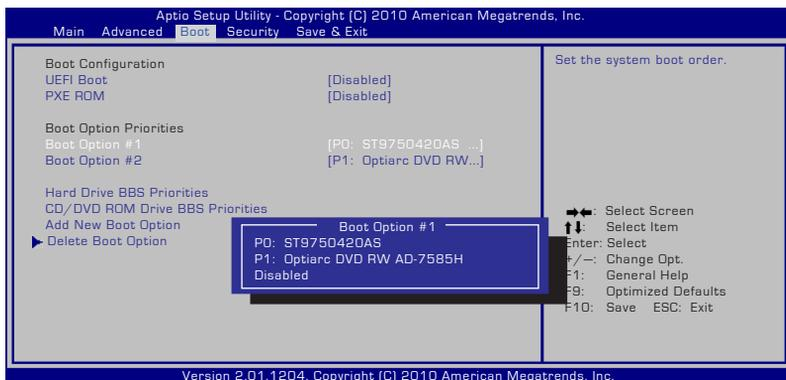 Aptio Setup Utility - Copyright (C) 2010 American Megatrends, Inc.
Main Advanced Boot Security Save & Exit
Boot Configuration
UEFI Boot [Disabled]
PXE ROM [Disabled]
Boot Option Priorities
Boot Option #1 [P0: ST9750420AS ...]
Boot Option #2 [P1: Optiarc DVD RW...]
Hard Drive BBS Priorities
CD/DVD ROM Drive BBS Priorities
Add New Boot Option
Delete Boot Option
Boot Option #1
P0: ST9750420AS
P1: Optiarc DVD RW AD-7585H
Disabled
Set the system boot order.
→←: Select Screen
↑↓: Select Item
Enter: Select
+/—: Change Opt.
F1: General Help
F9: Optimized Defaults
F10: Save ESC: Exit
Version 2.01.1204. Copyright (C) 2010 American Megatrends, Inc.